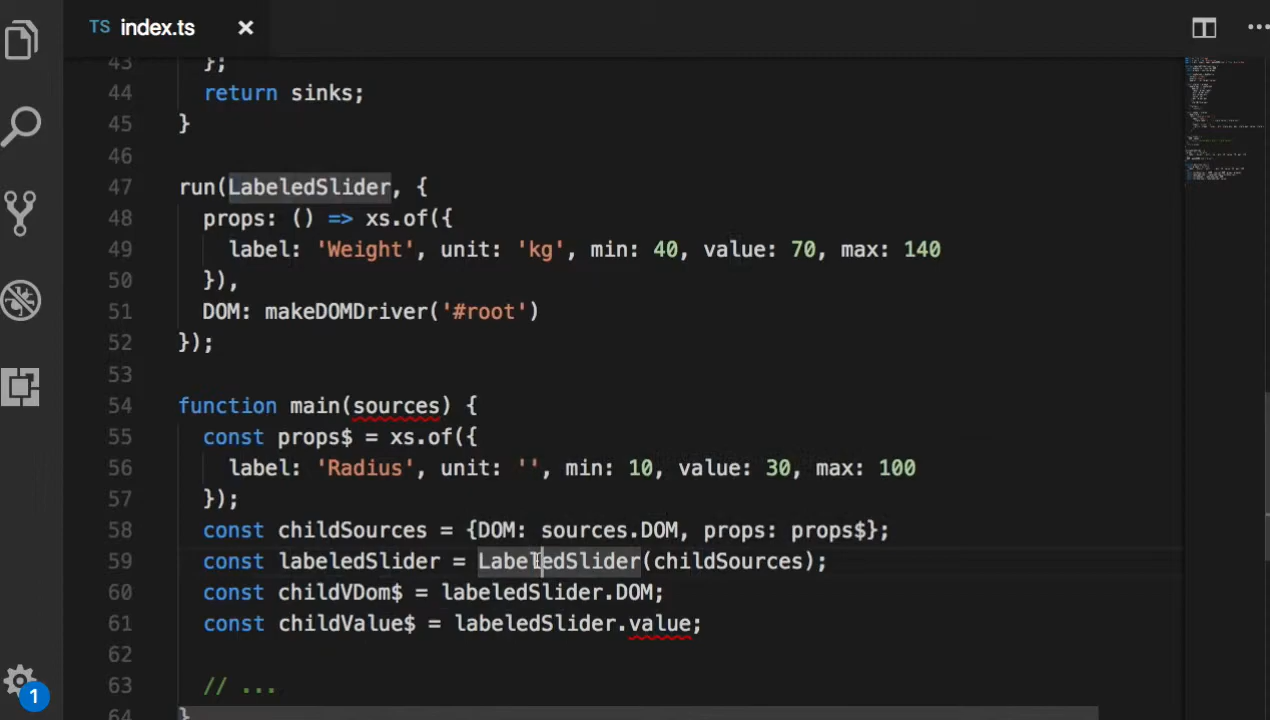 TS index.ts
43 };
44 return sinks;
45 }
46
47 run(LabeledSlider, {
48 props: () => xs.of({
49 label: 'Weight', unit: 'kg', min: 40, value: 70, max: 140
50 }),
51 DOM: makeDOMDriver('#root')
52 });
53
54 function main(sources) {
55 const props$ = xs.of({
56 label: 'Radius', unit: '', min: 10, value: 30, max: 100
57 });
58 const childSources = {DOM: sources.DOM, props: props$};
59 const labeledSlider = LabeledSlider(childSources);
60 const childVDom$ = labeledSlider.DOM;
61 const childValue$ = labeledSlider.value;
62
63 // ...
64 }
1